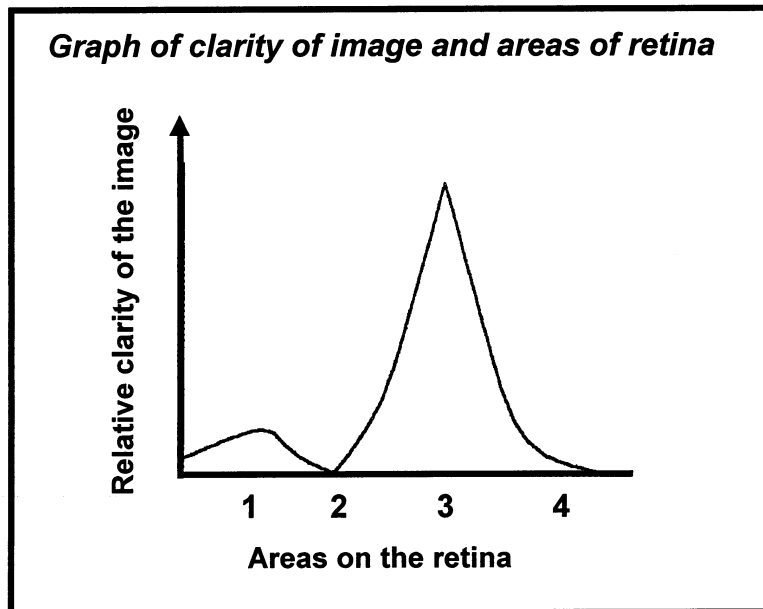 Graph of clarity of image and areas of retina
Relative clarity of the image
1 2 3 4
Areas on the retina